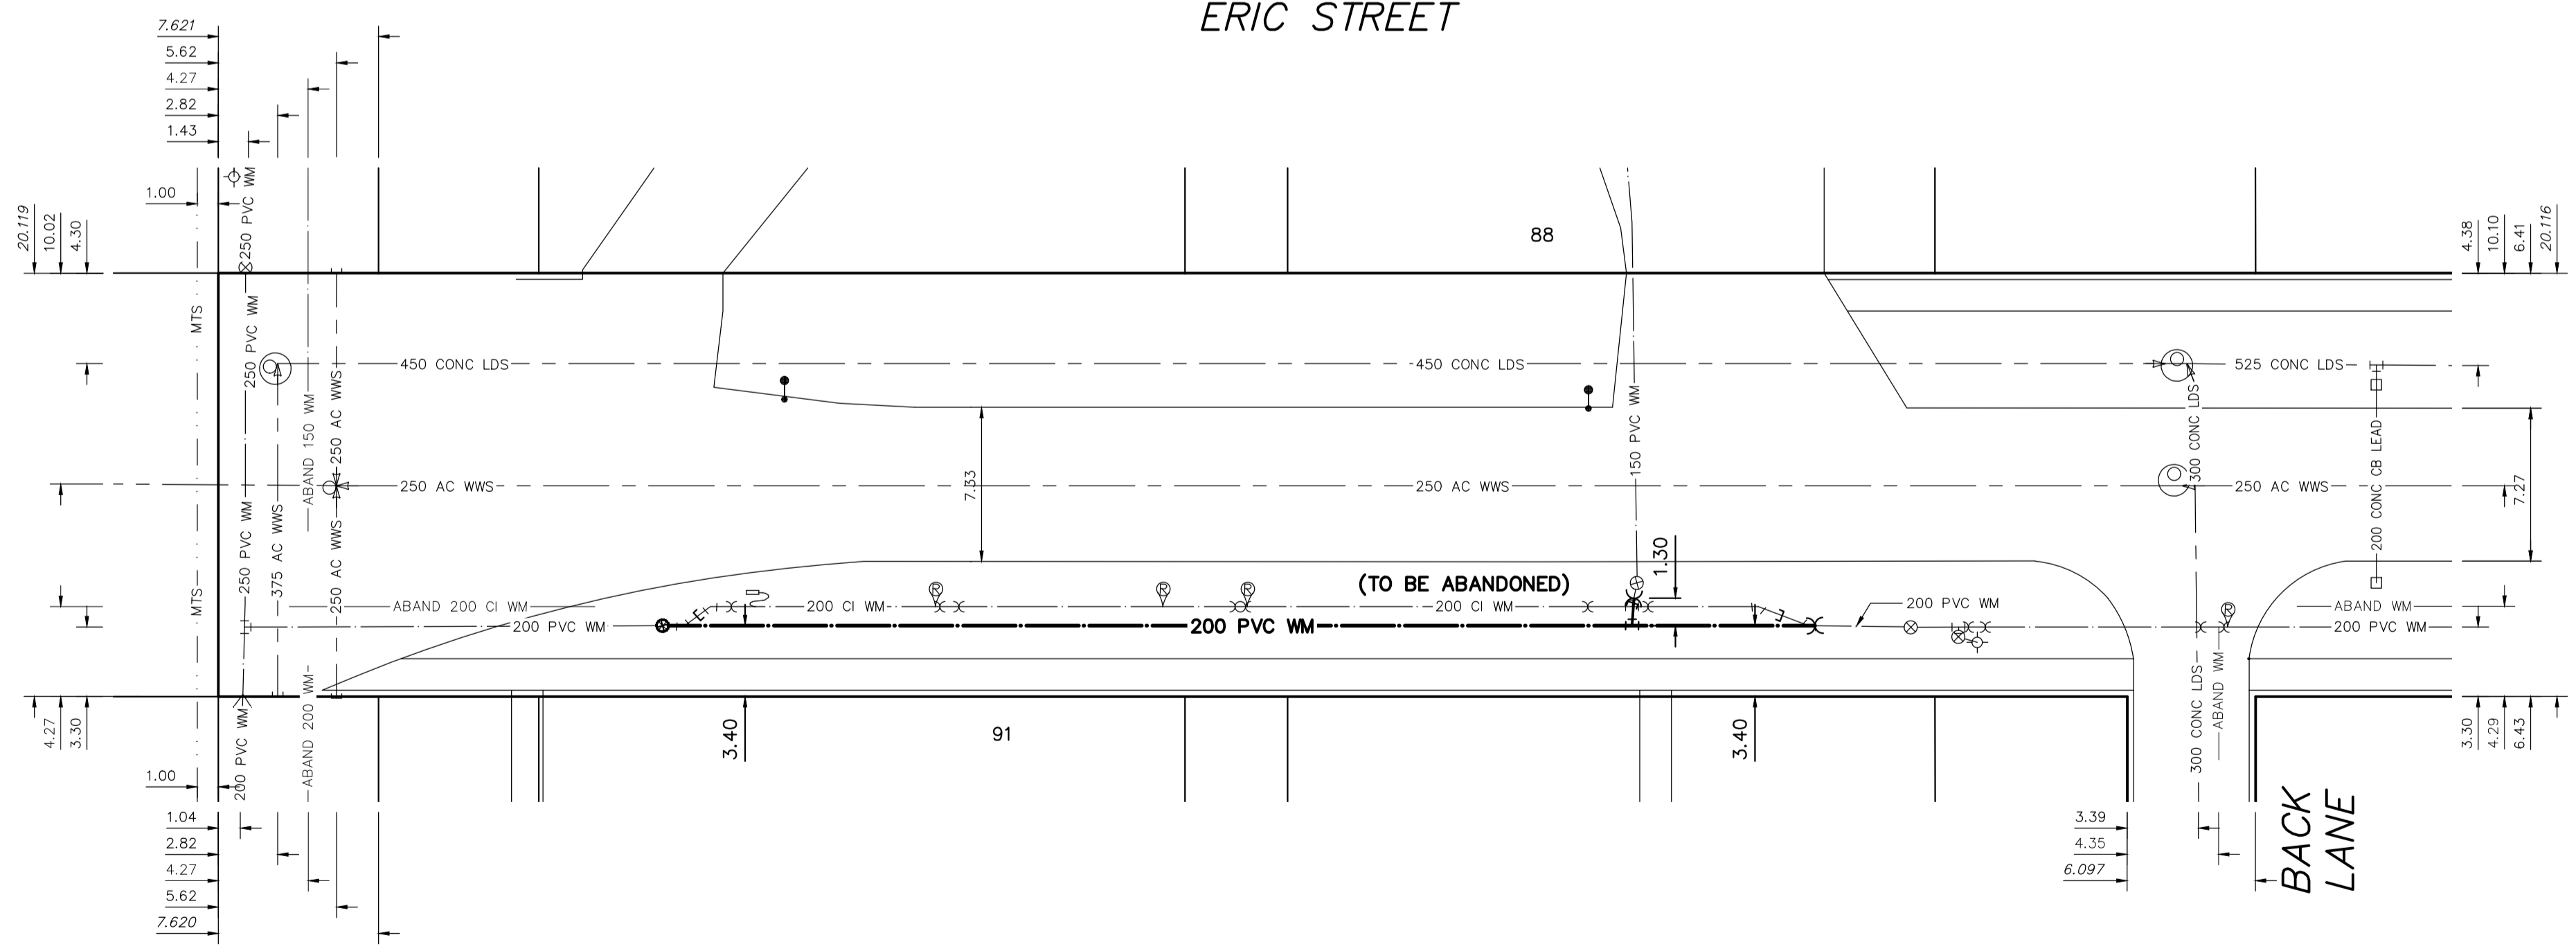 ERIC STREET
7.621
5.62
4.27
2.82
1.43
1.00
20.119
10.02
4.30
250 PVC WM
88
4.38
10.10
6.41
20.116
MTS
250 PVC WM
ABAND 150 WM
250 AC WWS
450 CONC LDS
450 CONC LDS
525 CONC LDS
150 PVC WM
300 CONC LDS
200 CONC CB LEAD
7.33
7.27
250 AC WWS
250 AC WWS
250 AC WWS
MTS
250 PVC WM
375 AC WWS
250 AC WWS
1.30
(TO BE ABANDONED)
R
R
R
R
ABAND 200 CI WM
200 CI WM
200 CI WM
200 PVC WM
ABAND WM
200 PVC WM
200 PVC WM
200 PVC WM
4.27
3.30
200 PVC WM
ABAND 200 WM
3.40
91
3.40
300 CONC LDS
ABAND WM
3.30
4.29
6.43
1.00
1.04
2.82
4.27
5.62
7.620
3.39
4.35
6.097
BACK
LANE